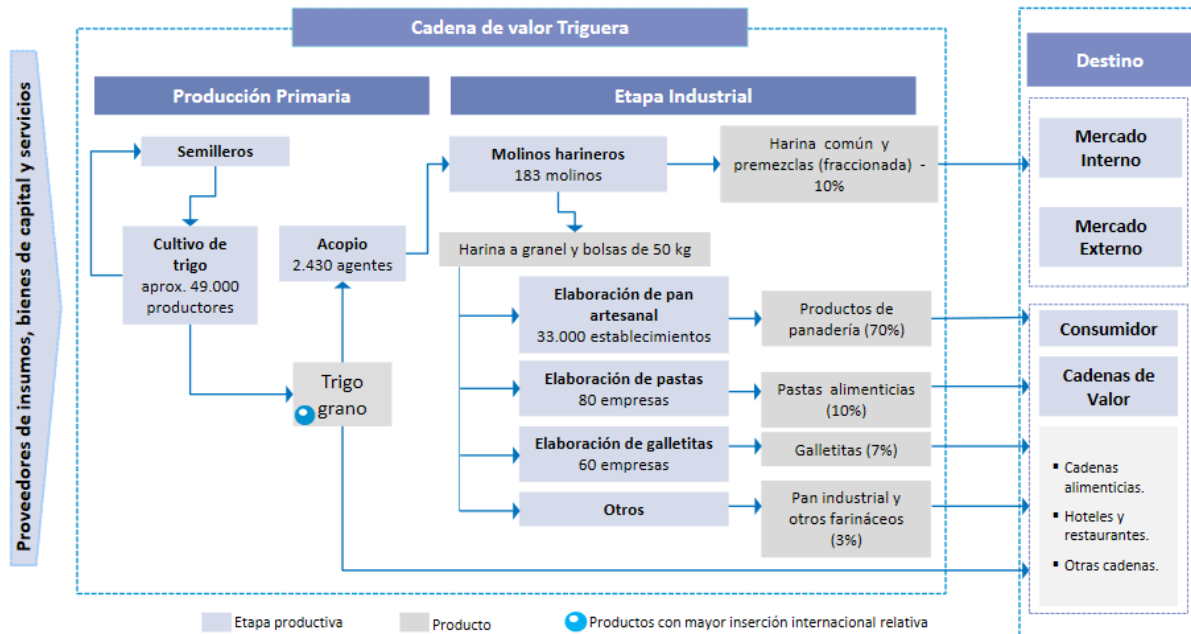 Proveedores de insumos, bienes de capital y servicios
Cadena de valor Triguera
Producción Primaria
Semilleros
Cultivo de
trigo
aprox. 49.000
productores
Acopio
2.430 agentes
Trigo
grano
Etapa Industrial
Molinos harineros
183 molinos
Harina común y
premezclas (fraccionada) -
10%
Harina a granel y bolsas de 50 kg
Elaboración de pan
artesanal
33.000 establecimientos
Productos de
panadería (70%)
Elaboración de pastas
80 empresas
Pastas alimenticias
(10%)
Elaboración de galletitas
60 empresas
Galletitas (7%)
Otros
Pan industrial y
otros farináceos
(3%)
Destino
Mercado
Interno
Mercado
Externo
Consumidor
Cadenas de
Valor
▪ Cadenas
alimenticias.
▪ Hoteles y
restaurantes.
▪ Otras cadenas.
Etapa productiva
Producto
Productos con mayor inserción internacional relativa